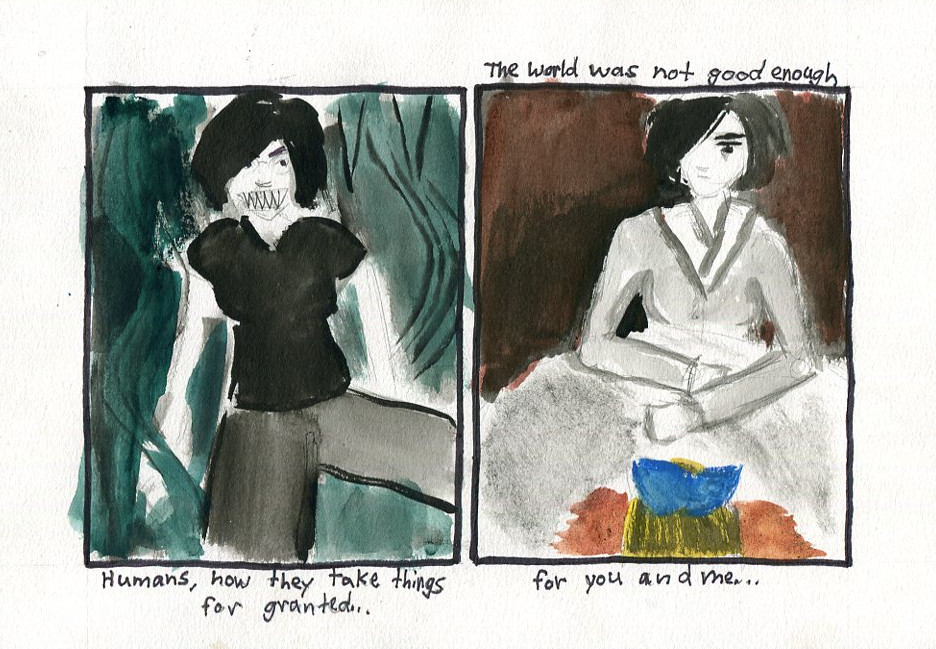 Humans, how they take things
for granted...
The world was not good enough
for you and me...